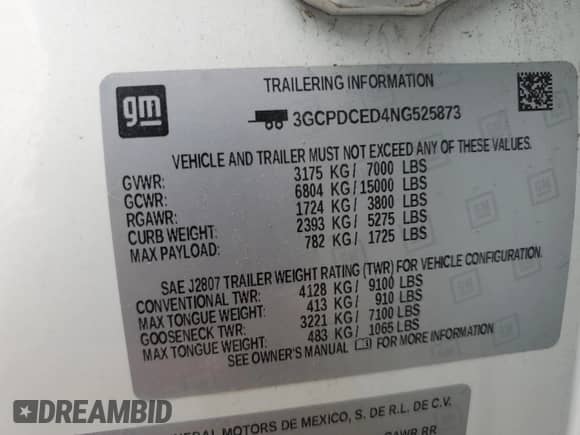 gm
TRAILERING INFORMATION
3GCPDCED4NG525873
VEHICLE AND TRAILER MUST NOT EXCEED ANY OF THESE VALUES.
GVWR: 3175 KG/ 7000 LBS
GCWR: 6804 KG/15000 LBS
RGAWR: 1724 KG/ 3800 LBS
CURB WEIGHT: 2393 KG/ 5275 LBS
MAX PAYLOAD: 782 KG/ 1725 LBS
SAE J2807 TRAILER WEIGHT RATING (TWR) FOR VEHICLE CONFIGURATION.
CONVENTIONAL TWR: 4128 KG/ 9100 LBS
MAX TONGUE WEIGHT: 413 KG/ 910 LBS
GOOSENECK TWR: 3221 KG/ 7100 LBS
MAX TONGUE WEIGHT: 483 KG/ 1065 LBS
SEE OWNER'S MANUAL FOR MORE INFORMATION
MOTORS DE MEXICO, S. DE R.L. DE C.V.
GAWR RR
DREAMBID